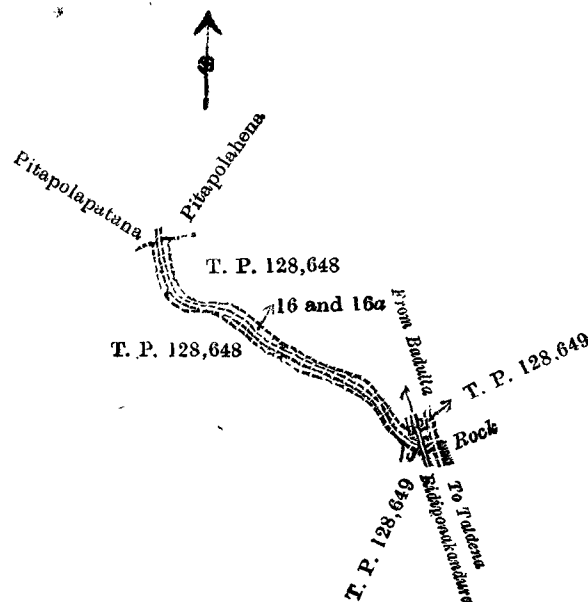 Pitapolapatana
Pitapolahena
T. P. 128,648
16 and 16a
T. P. 128,648
From Badulla
T. P. 128,649
Rock
T. P. 128,649
To Taldena